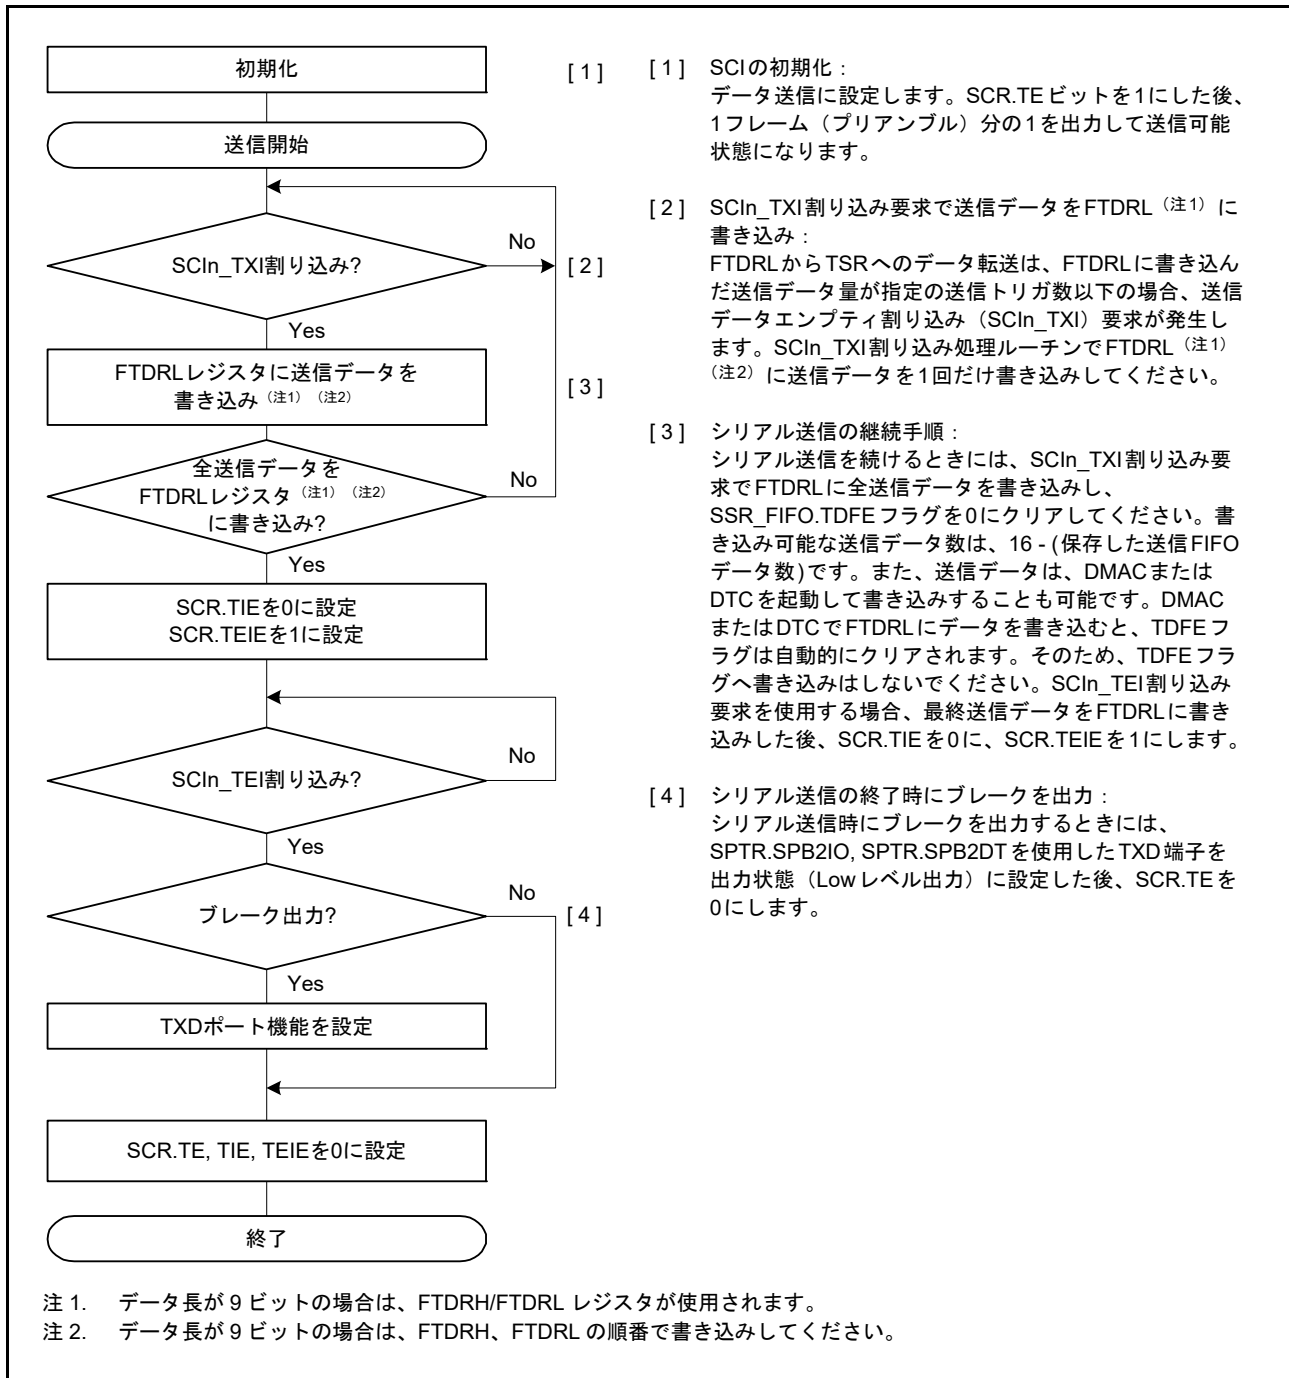 初期化
[ 1 ]
送信開始
SCIn_TXI割り込み?
No
[ 2 ]
Yes
FTDRLレジスタに送信データを
書き込み（注1）（注2）
[ 3 ]
全送信データを
FTDRLレジスタ（注1）（注2）
に書き込み?
No
Yes
SCR.TIEを0に設定
SCR.TEIEを1に設定
SCIn_TEI割り込み?
No
Yes
ブレーク出力?
No
[ 4 ]
Yes
TXDポート機能を設定
SCR.TE, TIE, TEIEを0に設定
終了
[ 1 ] SCIの初期化：
データ送信に設定します。SCR.TEビットを1にした後、
1フレーム（プリアンブル）分の1を出力して送信可能
状態になります。
[ 2 ] SCIn_TXI割り込み要求で送信データをFTDRL（注1）に
書き込み：
FTDRLからTSRへのデータ転送は、FTDRLに書き込ん
だ送信データ量が指定の送信トリガ数以下の場合、送信
データエンプティ割り込み（SCIn_TXI）要求が発生し
ます。SCIn_TXI割り込み処理ルーチンでFTDRL（注1）
（注2）に送信データを1回だけ書き込みしてください。
[ 3 ] シリアル送信の継続手順：
シリアル送信を続けるときには、SCIn_TXI割り込み要
求でFTDRLに全送信データを書き込みし、
SSR_FIFO.TDFEフラグを0にクリアしてください。書
き込み可能な送信データ数は、16 - (保存した送信FIFO
データ数)です。また、送信データは、DMACまたは
DTCを起動して書き込みすることも可能です。DMAC
またはDTCでFTDRLにデータを書き込むと、TDFEフ
ラグは自動的にクリアされます。そのため、TDFEフラ
グへ書き込みはしないでください。SCIn_TEI割り込み
要求を使用する場合、最終送信データをFTDRLに書き
込みした後、SCR.TIEを0に、SCR.TEIEを1にします。
[ 4 ] シリアル送信の終了時にブレークを出力：
シリアル送信時にブレークを出力するときには、
SPTR.SPB2IO, SPTR.SPB2DTを使用したTXD端子を
出力状態（Lowレベル出力）に設定した後、SCR.TEを
0にします。
注 1. データ長が 9 ビットの場合は、FTDRH/FTDRL レジスタが使用されます。
注 2. データ長が 9 ビットの場合は、FTDRH、FTDRL の順番で書き込みしてください。